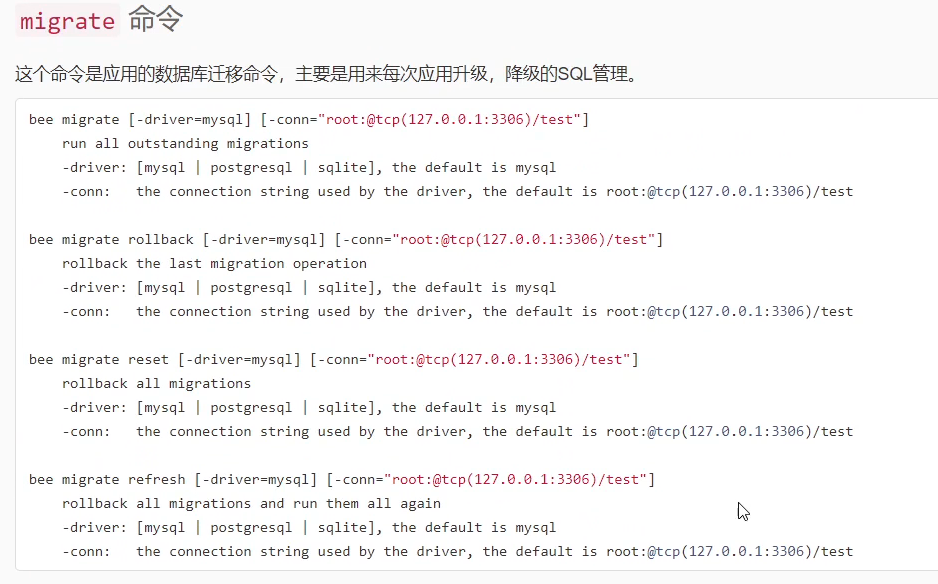 migrate 命令
这个命令是应用的数据库迁移命令，主要是用来每次应用升级，降级的SQL管理。
bee migrate [-driver=mysql] [-conn="root:@tcp(127.0.0.1:3306)/test"]
run all outstanding migrations
-driver: [mysql | postgresql | sqlite], the default is mysql
-conn:   the connection string used by the driver, the default is root:@tcp(127.0.0.1:3306)/test
bee migrate rollback [-driver=mysql] [-conn="root:@tcp(127.0.0.1:3306)/test"]
rollback the last migration operation
-driver: [mysql | postgresql | sqlite], the default is mysql
-conn:   the connection string used by the driver, the default is root:@tcp(127.0.0.1:3306)/test
bee migrate reset [-driver=mysql] [-conn="root:@tcp(127.0.0.1:3306)/test"]
rollback all migrations
-driver: [mysql | postgresql | sqlite], the default is mysql
-conn:   the connection string used by the driver, the default is root:@tcp(127.0.0.1:3306)/test
bee migrate refresh [-driver=mysql] [-conn="root:@tcp(127.0.0.1:3306)/test"]
rollback all migrations and run them all again
-driver: [mysql | postgresql | sqlite], the default is mysql
-conn:   the connection string used by the driver, the default is root:@tcp(127.0.0.1:3306)/test